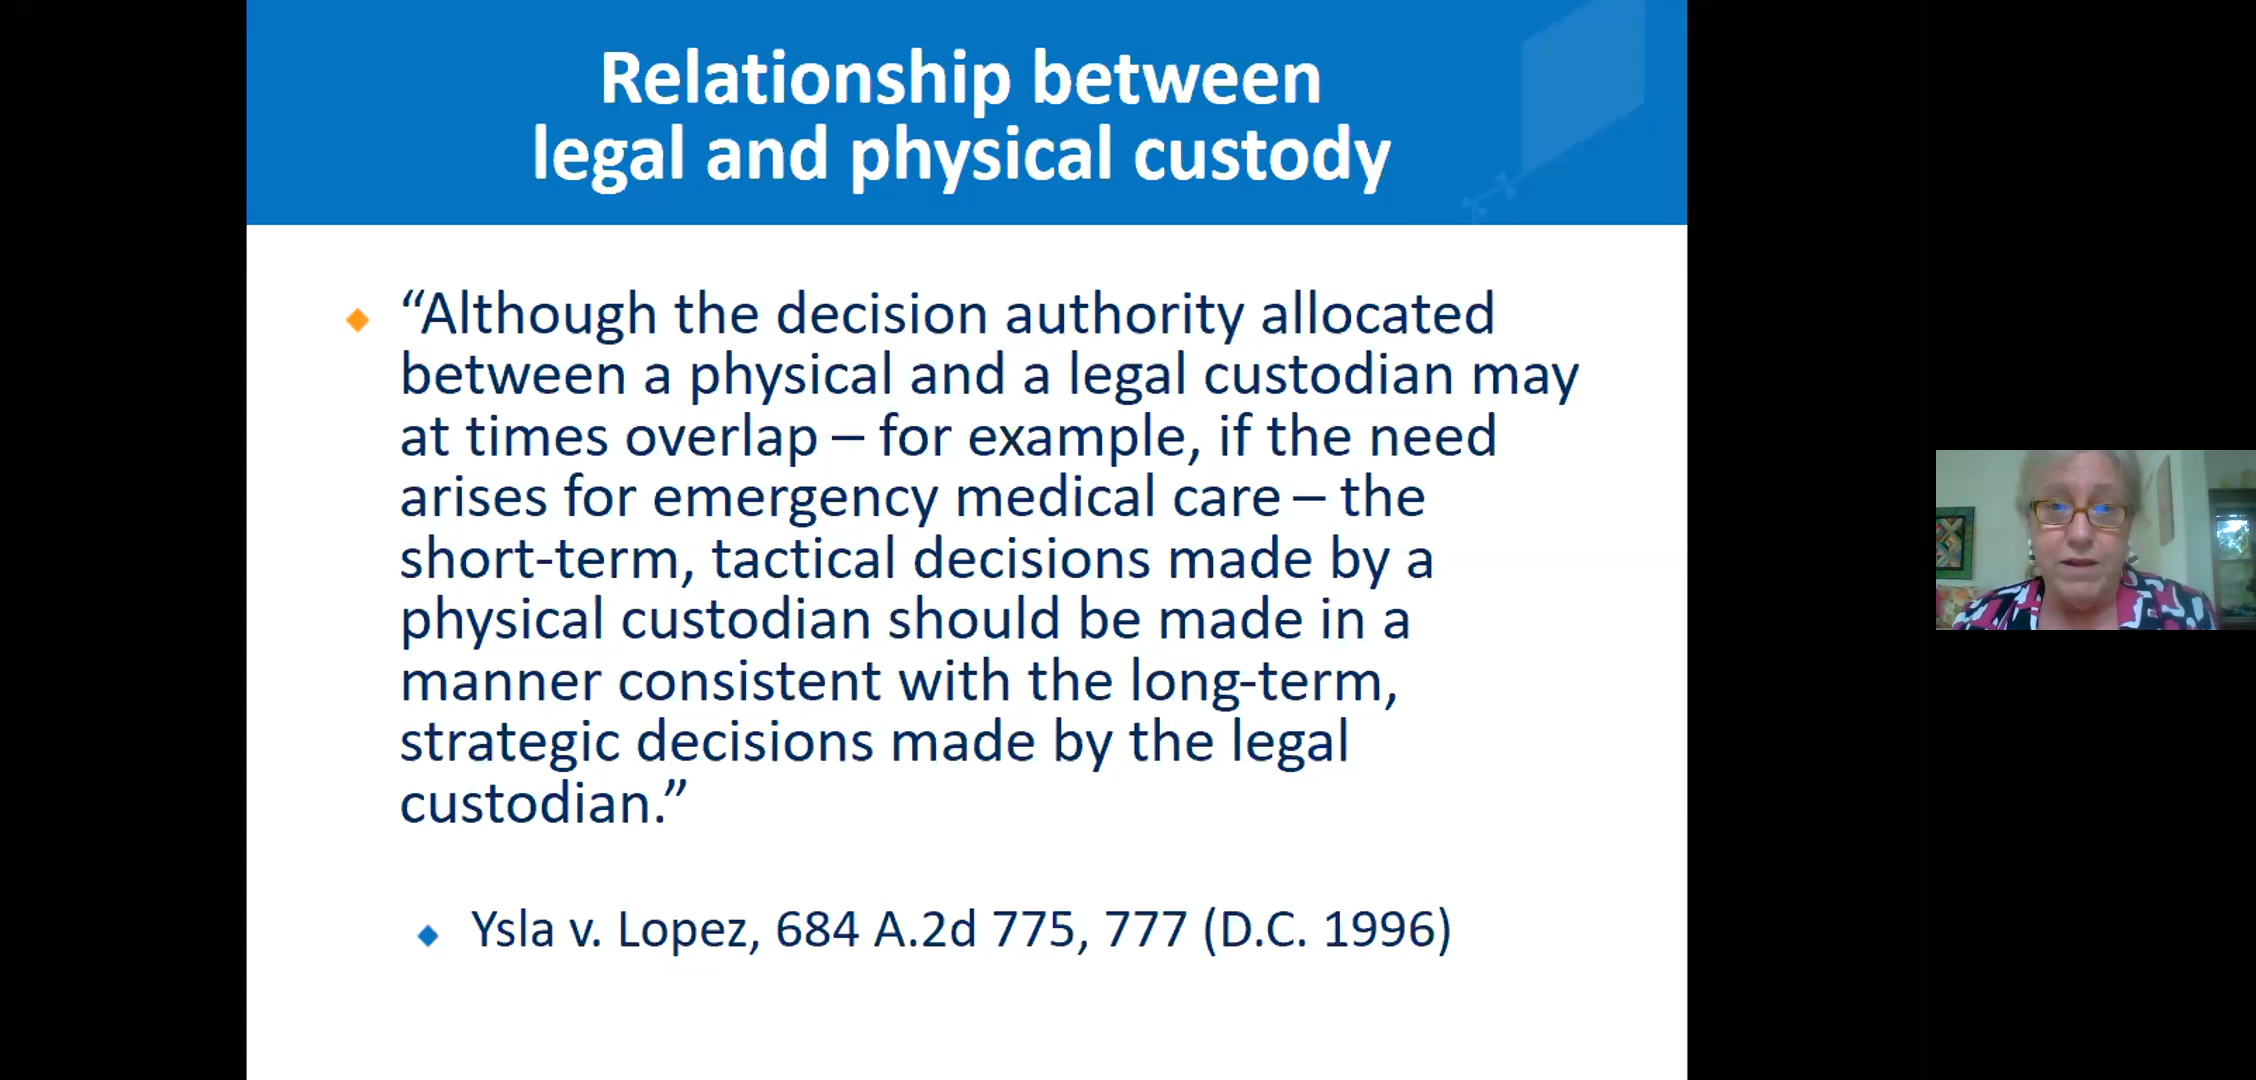 Relationship between
legal and physical custody
“Although the decision authority allocated
between a physical and a legal custodian may
at times overlap – for example, if the need
arises for emergency medical care – the
short-term, tactical decisions made by a
physical custodian should be made in a
manner consistent with the long-term,
strategic decisions made by the legal
custodian.”
Ysla v. Lopez, 684 A.2d 775, 777 (D.C. 1996)